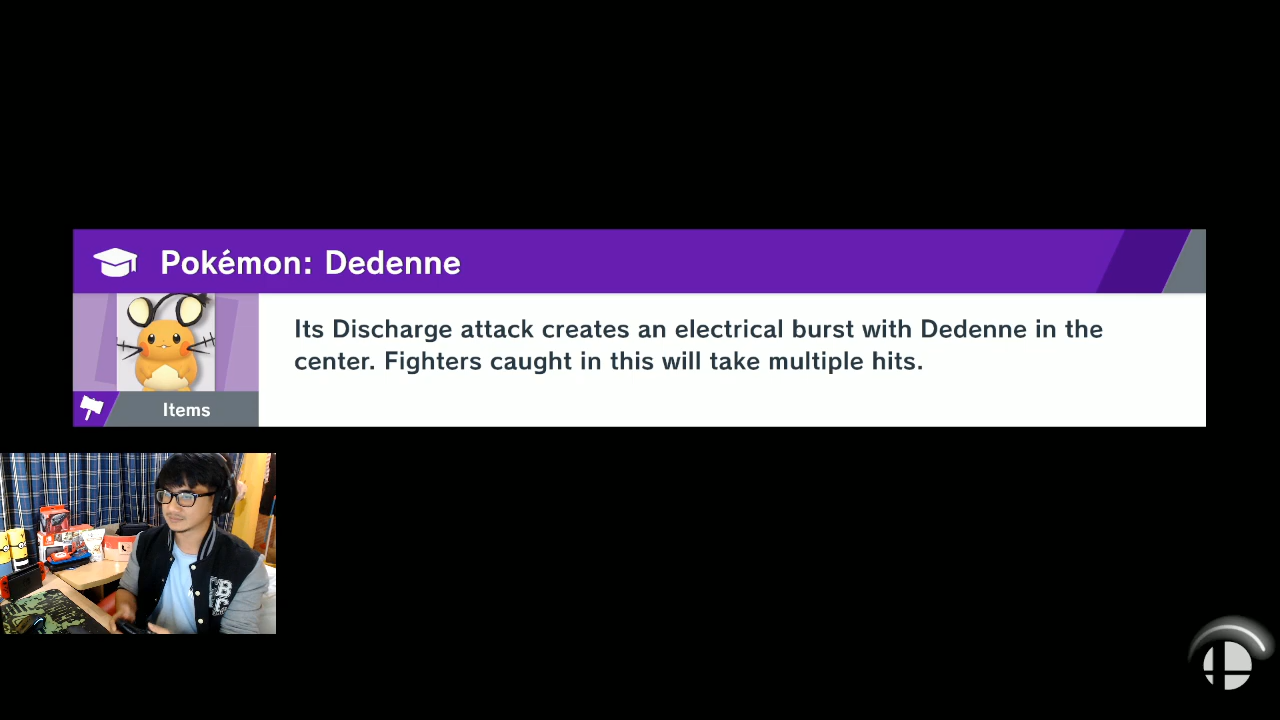 Pokémon: Dedenne
Its Discharge attack creates an electrical burst with Dedenne in the
center. Fighters caught in this will take multiple hits.
Items